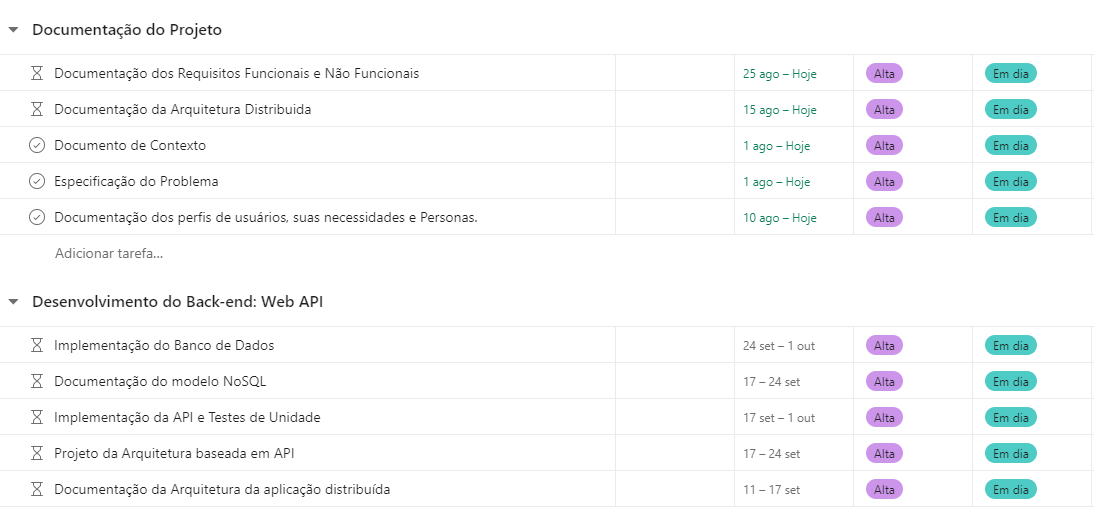 Documentação do Projeto
Documentação dos Requisitos Funcionais e Não Funcionais 25 ago – Hoje Alta Em dia
Documentação da Arquitetura Distribuida 15 ago – Hoje Alta Em dia
Documento de Contexto 1 ago – Hoje Alta Em dia
Especificação do Problema 1 ago – Hoje Alta Em dia
Documentação dos perfis de usuários, suas necessidades e Personas. 10 ago – Hoje Alta Em dia
Adicionar tarefa...
Desenvolvimento do Back-end: Web API
Implementação do Banco de Dados 24 set – 1 out Alta Em dia
Documentação do modelo NoSQL 17 – 24 set Alta Em dia
Implementação da API e Testes de Unidade 17 set – 1 out Alta Em dia
Projeto da Arquitetura baseada em API 17 – 24 set Alta Em dia
Documentação da Arquitetura da aplicação distribuída 11 – 17 set Alta Em dia